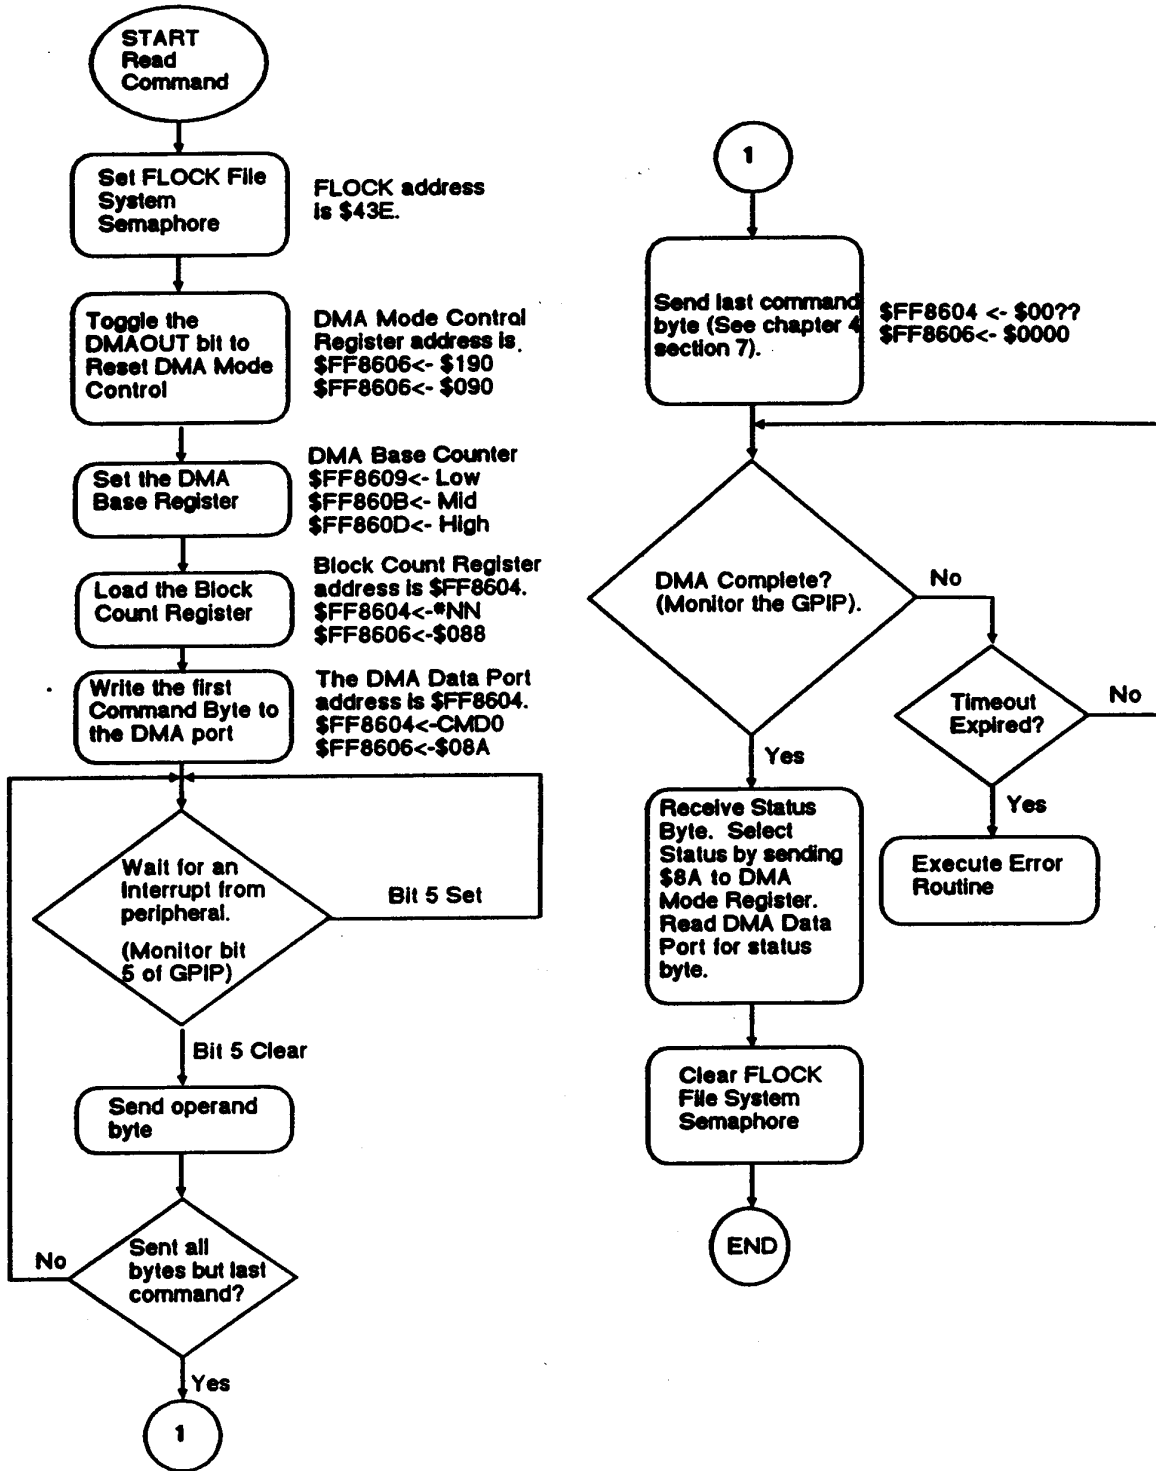 START
Read
Command
Set FLOCK File
System
Semaphore
FLOCK address
is $43E.
Toggle the
DMAOUT bit to
Reset DMA Mode
Control
DMA Mode Control
Register address is.
$FF8606<- $190
$FF8606<- $090
Set the DMA
Base Register
DMA Base Counter
$FF8609<- Low
$FF860B<- Mid
$FF860D<- High
Load the Block
Count Register
Block Count Register
address is $FF8604.
$FF8604<-#NN
$FF8606<-$088
Write the first
Command Byte to
the DMA port
The DMA Data Port
address is $FF8604.
$FF8604<-CMD0
$FF8606<-$08A
Wait for an
Interrupt from
peripheral.
(Monitor bit
5 of GPIP)
Bit 5 Set
Bit 5 Clear
Send operand
byte
Sent all
bytes but last
command?
No
Yes
1
1
Send last command
byte (See chapter 4
section 7).
$FF8604 <- $00??
$FF8606<- $0000
DMA Complete?
(Monitor the GPIP).
No
Timeout
Expired?
No
Yes
Yes
Execute Error
Routine
Receive Status
Byte. Select
Status by sending
$8A to DMA
Mode Register.
Read DMA Data
Port for status
byte.
Clear FLOCK
File System
Semaphore
END